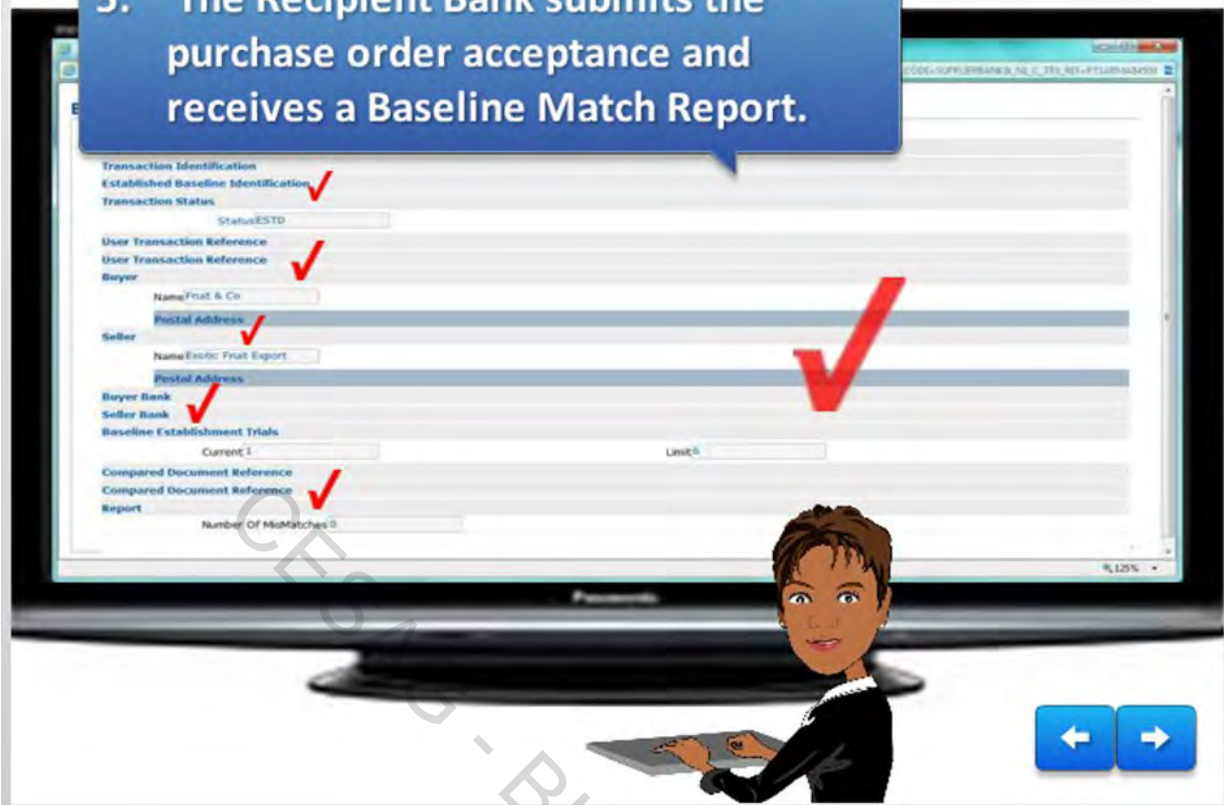 5. The Recipient Bank submits the
purchase order acceptance and
receives a Baseline Match Report.
Transaction Identification
Established Baseline Identification
Transaction Status
Status ESTD
User Transaction Reference
User Transaction Reference
Buyer
Name Fruit & Co
Postal Address
Seller
Name Exotic Fruit Export
Postal Address
Buyer Bank
Seller Bank
Baseline Establishment Trials
Current 1 Limit 6
Compared Document Reference
Compared Document Reference
Report
Number Of MisMatches 0
125%
Panasonic
CESAG - B